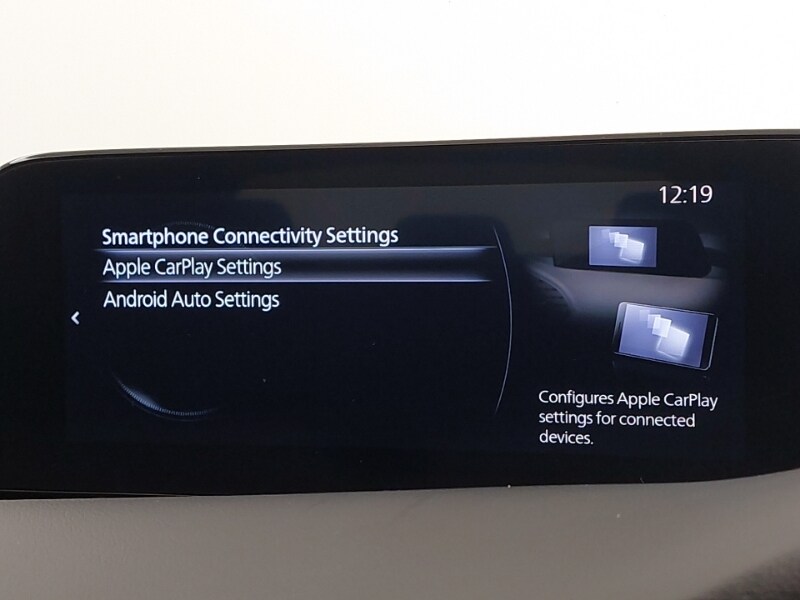 12:19
Smartphone Connectivity Settings
Apple CarPlay Settings
Android Auto Settings
Configures Apple CarPlay
settings for connected
devices.